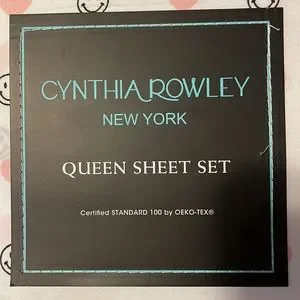 CYNTHIA ROWLEY
NEW YORK
QUEEN SHEET SET
Certified STANDARD 100 by OEKO-TEX®